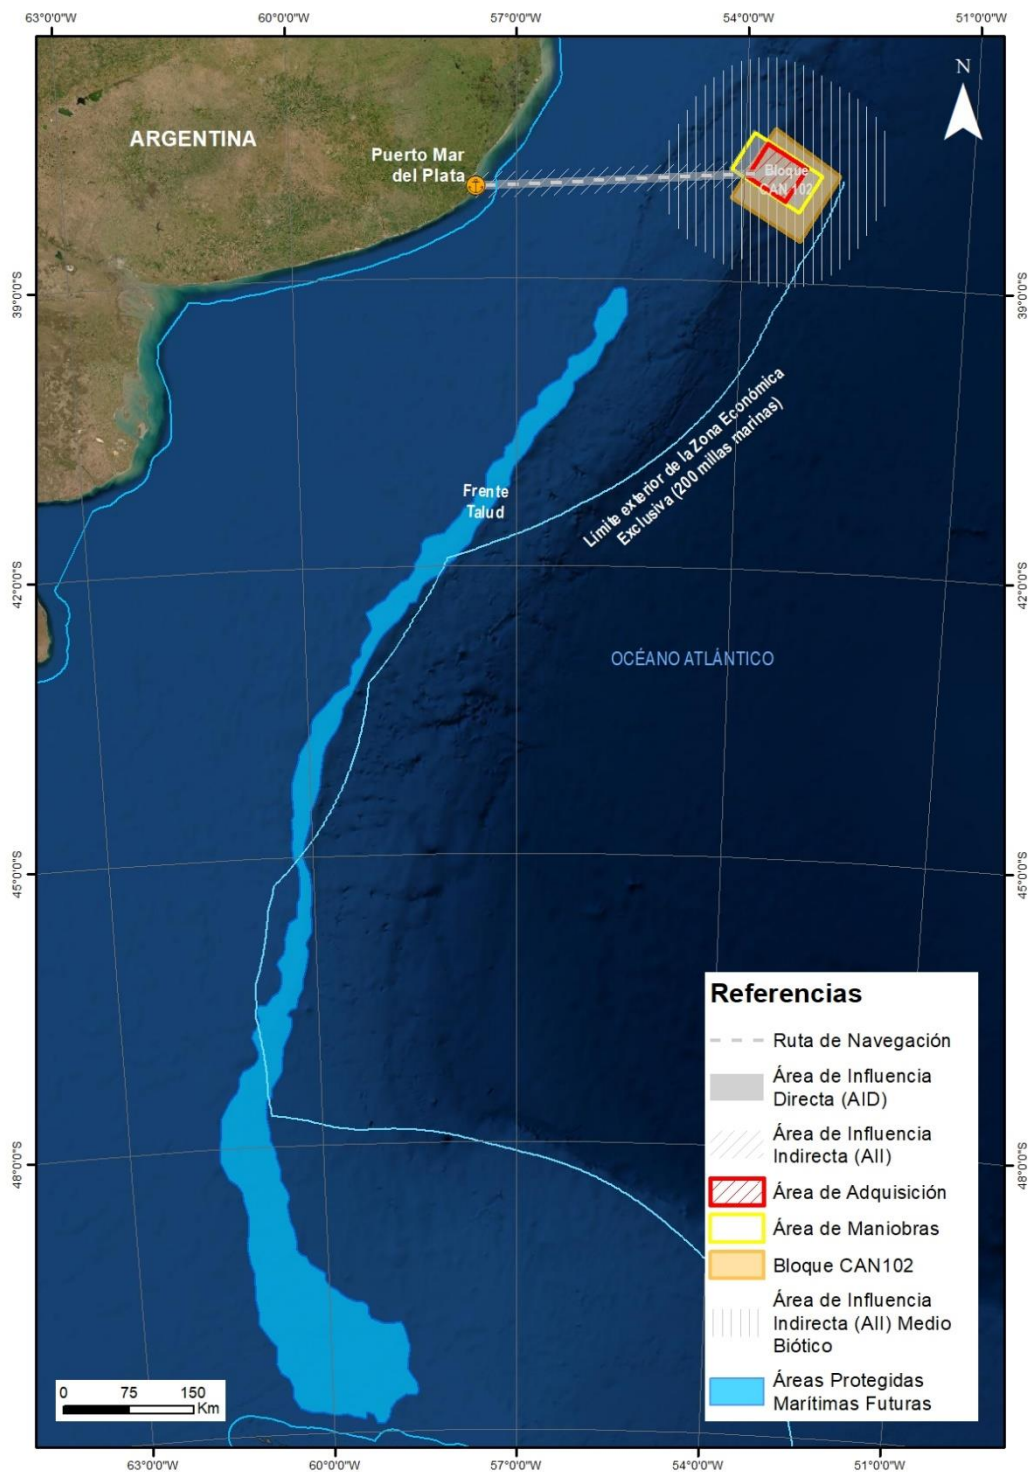 63°0'0"W
60°0'0"W
57°0'0"W
54°0'0"W
51°0'0"W
N
ARGENTINA
Puerto Mar
del Plata
Bloque
CAN 102
39°0'0"S
39°0'0"S
Límite exterior de la Zona Económica
Exclusiva (200 millas marinas)
Frente
Talud
42°0'0"S
42°0'0"S
OCÉANO ATLÁNTICO
45°0'0"S
45°0'0"S
48°0'0"S
48°0'0"S
Referencias
Ruta de Navegación
Área de Influencia
Directa (AID)
Área de Influencia
Indirecta (AII)
Área de Adquisición
Área de Maniobras
Bloque CAN102
Área de Influencia
Indirecta (AII) Medio
Biótico
Áreas Protegidas
Marítimas Futuras
0 75 150
Km
63°0'0"W
60°0'0"W
57°0'0"W
54°0'0"W
51°0'0"W